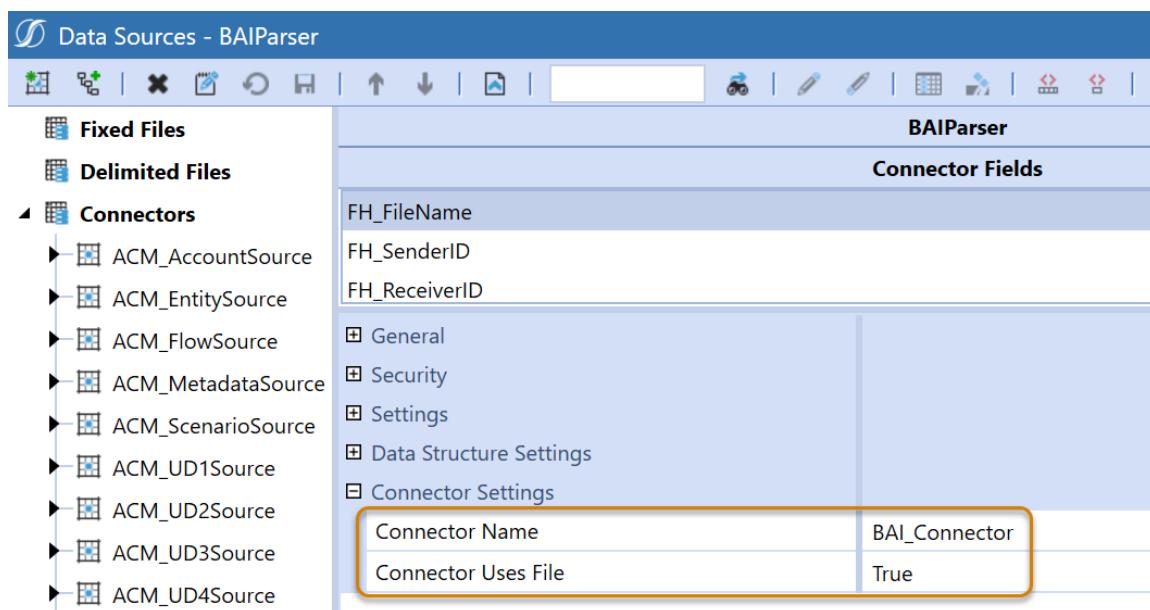 Data Sources - BAIParser
Fixed Files
Delimited Files
Connectors
ACM_AccountSource
ACM_EntitySource
ACM_FlowSource
ACM_MetadataSource
ACM_ScenarioSource
ACM_UD1Source
ACM_UD2Source
ACM_UD3Source
ACM_UD4Source
BAIParser
Connector Fields
FH_FileName
FH_SenderID
FH_ReceiverID
General
Security
Settings
Data Structure Settings
Connector Settings
Connector Name BAI_Connector
Connector Uses File True